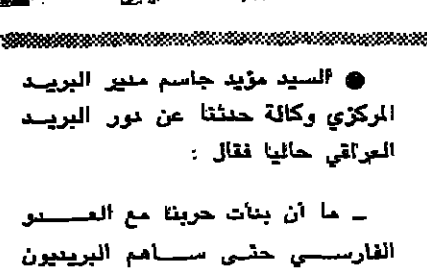 ● السيد مؤيد جاسم مدير البريد
المركزي وكالة حدثنا عن دور البريد
العراقي حاليا فقال :
ـ ما أن بدأت حربنا مع العدو
الفارسي حتى ساهم البريديون